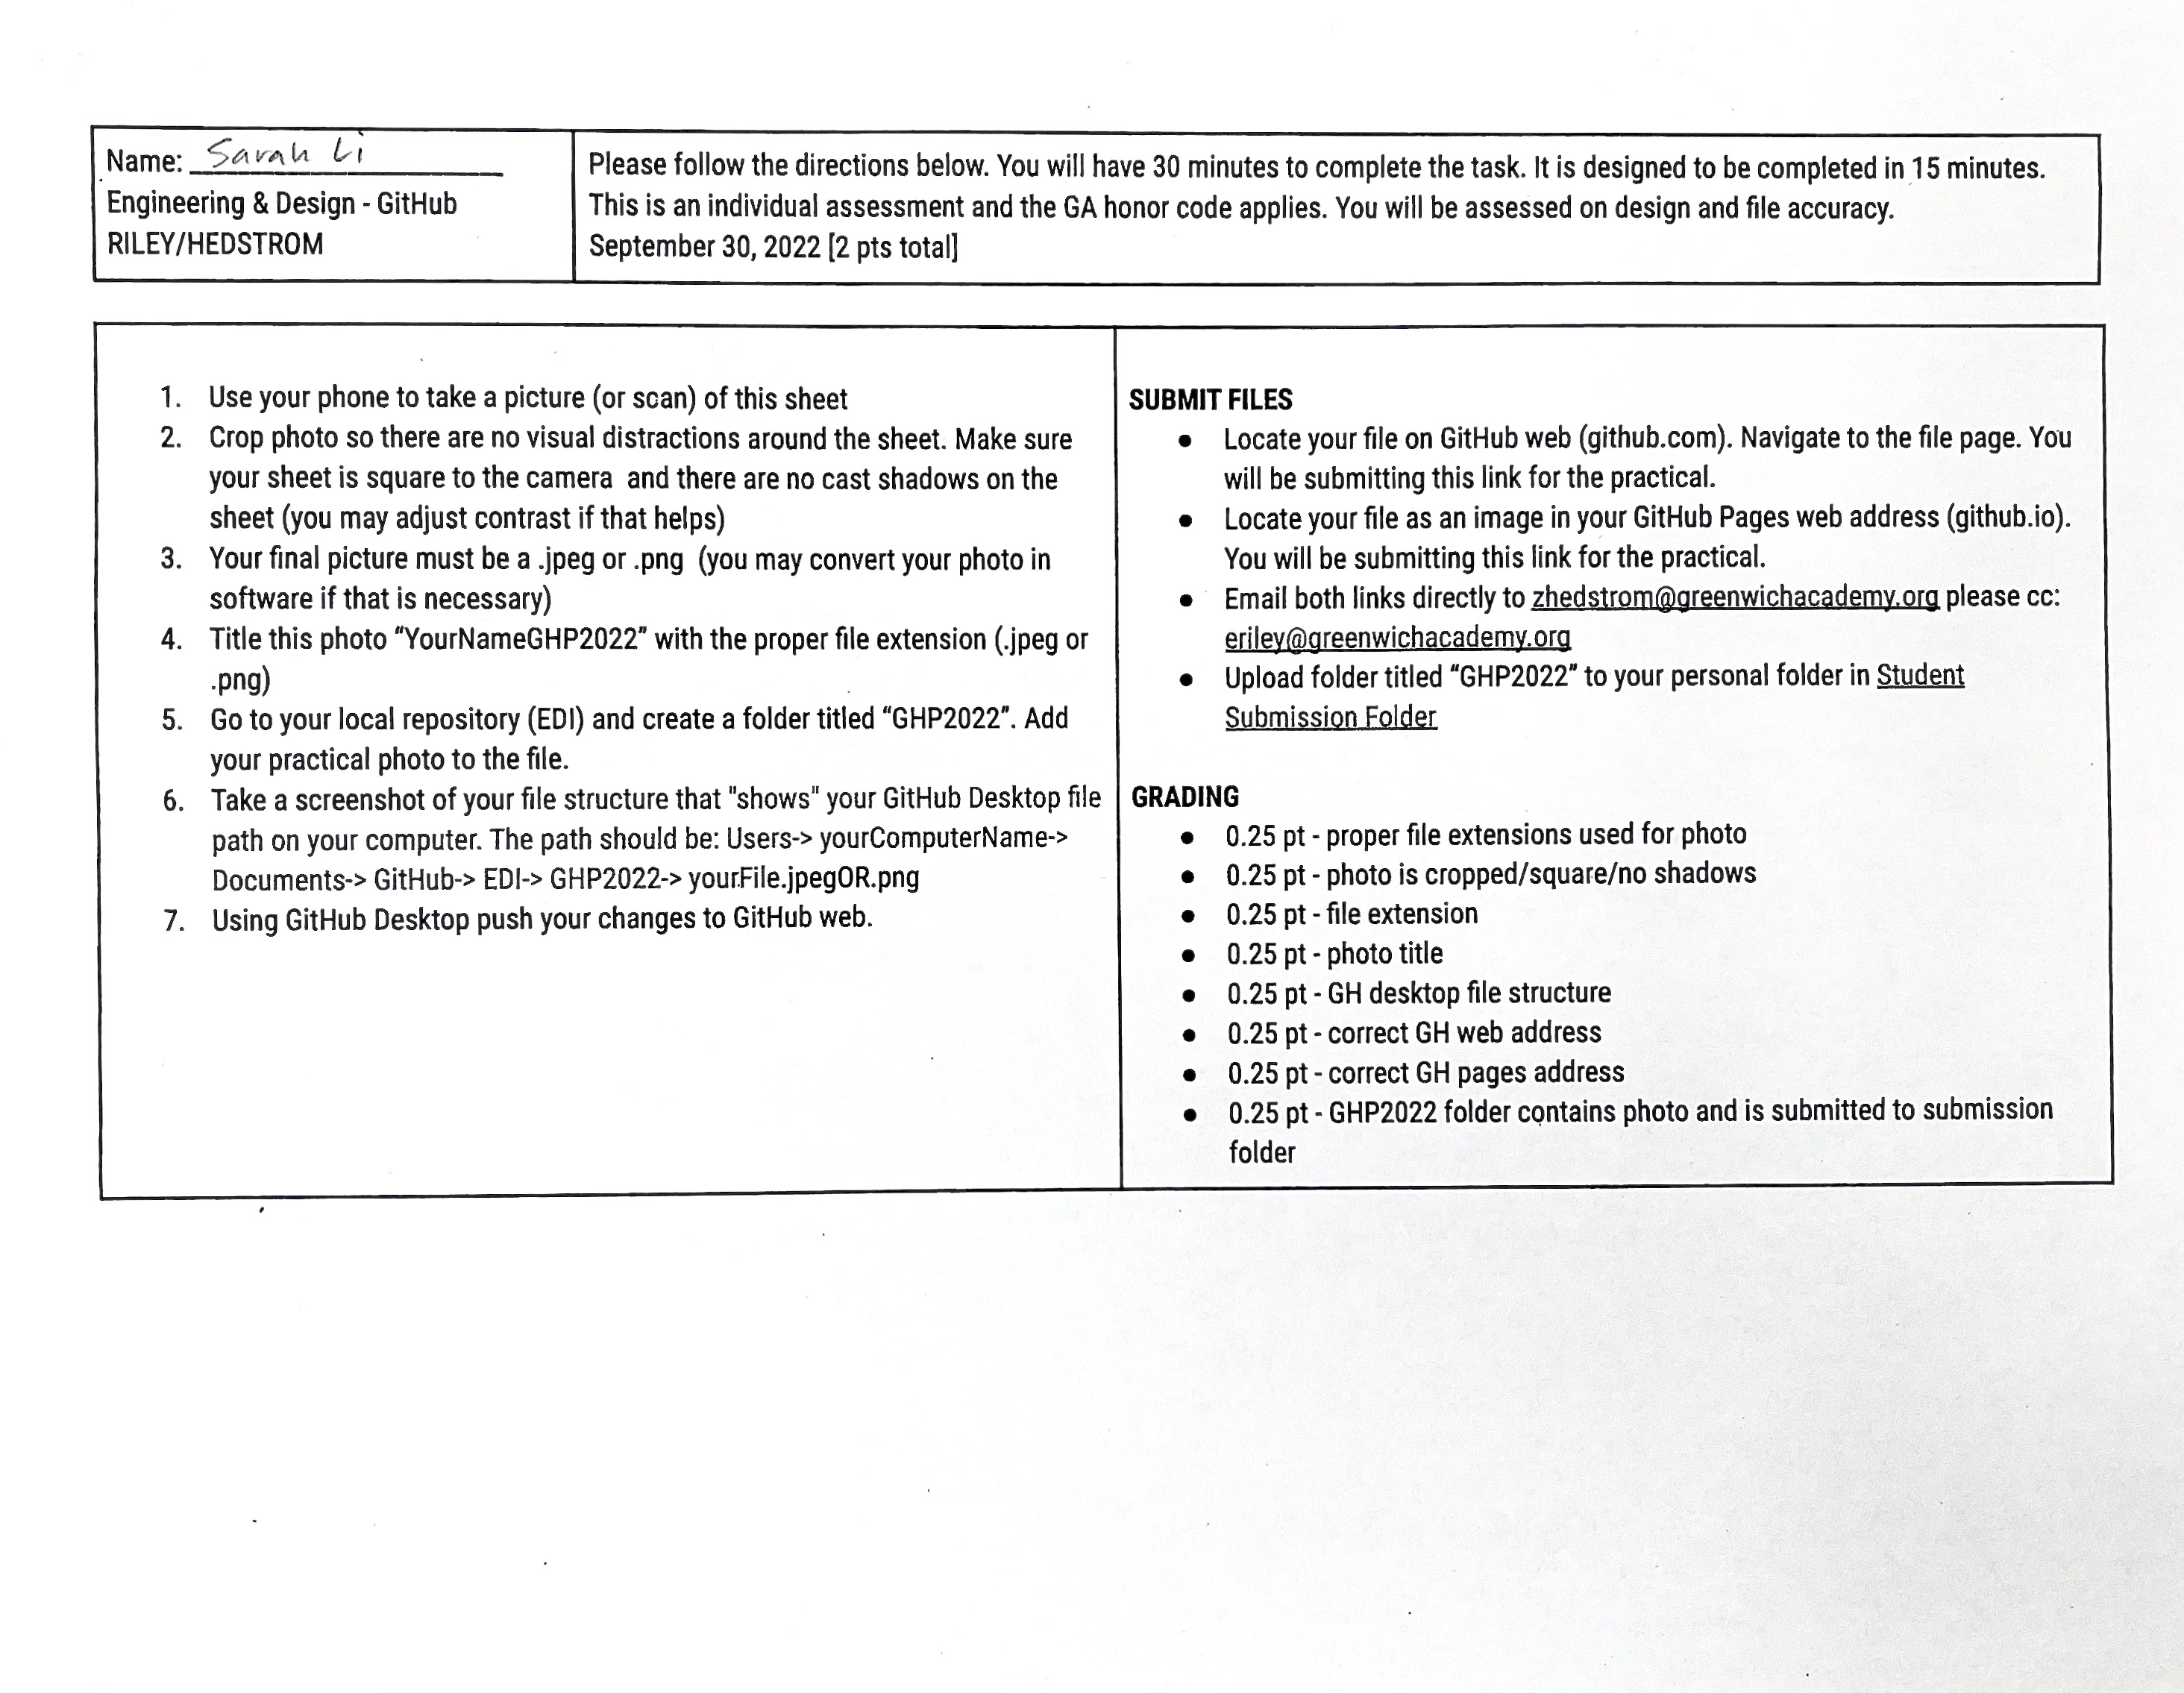 Name: Sarah Li
Engineering & Design - GitHub
RILEY/HEDSTROM
Please follow the directions below. You will have 30 minutes to complete the task. It is designed to be completed in 15 minutes.
This is an individual assessment and the GA honor code applies. You will be assessed on design and file accuracy.
September 30, 2022 [2 pts total]
1. Use your phone to take a picture (or scan) of this sheet
2. Crop photo so there are no visual distractions around the sheet. Make sure
your sheet is square to the camera and there are no cast shadows on the
sheet (you may adjust contrast if that helps)
3. Your final picture must be a .jpeg or .png (you may convert your photo in
software if that is necessary)
4. Title this photo “YourNameGHP2022” with the proper file extension (.jpeg or
.png)
5. Go to your local repository (EDI) and create a folder titled “GHP2022”. Add
your practical photo to the file.
6. Take a screenshot of your file structure that "shows" your GitHub Desktop file
path on your computer. The path should be: Users-> yourComputerName->
Documents-> GitHub-> EDI-> GHP2022-> yourFile.jpegOR.png
7. Using GitHub Desktop push your changes to GitHub web.
SUBMIT FILES
● Locate your file on GitHub web (github.com). Navigate to the file page. You
will be submitting this link for the practical.
● Locate your file as an image in your GitHub Pages web address (github.io).
You will be submitting this link for the practical.
● Email both links directly to zhedstrom@greenwichacademy.org please cc:
eriley@greenwichacademy.org
● Upload folder titled “GHP2022” to your personal folder in Student
Submission Folder
GRADING
● 0.25 pt - proper file extensions used for photo
● 0.25 pt - photo is cropped/square/no shadows
● 0.25 pt - file extension
● 0.25 pt - photo title
● 0.25 pt - GH desktop file structure
● 0.25 pt - correct GH web address
● 0.25 pt - correct GH pages address
● 0.25 pt - GHP2022 folder contains photo and is submitted to submission
folder